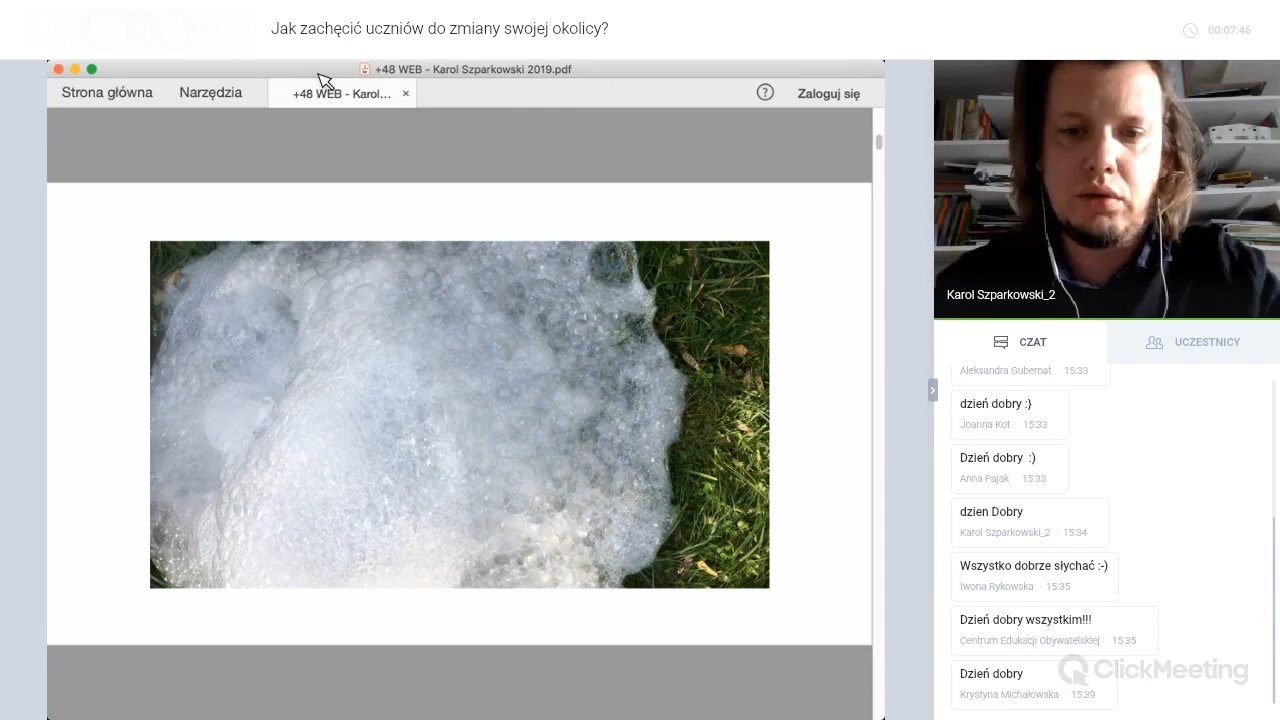 Jak zachęcić uczniów do zmiany swojej okolicy?
00:07:46
+48 WEB - Karol Szparkowski 2019.pdf
Strona główna
Narzędzia
+48 WEB - Karol...
×
?
Zaloguj się
Karol Szparkowski_2
CZAT
UCZESTNICY
Aleksandra Gubernat 15:33
dzień dobry :}
Joanna Kot 15:33
Dzień dobry :)
Anna Pająk 15:33
dzien Dobry
Karol Szparkowski_2 15:34
Wszystko dobrze słychać :-)
Iwona Rykowska 15:35
Dzień dobry wszystkim!!!
Centrum Edukacji Obywatelskiej 15:35
Dzień dobry
Krystyna Michałowska 15:39
ClickMeeting